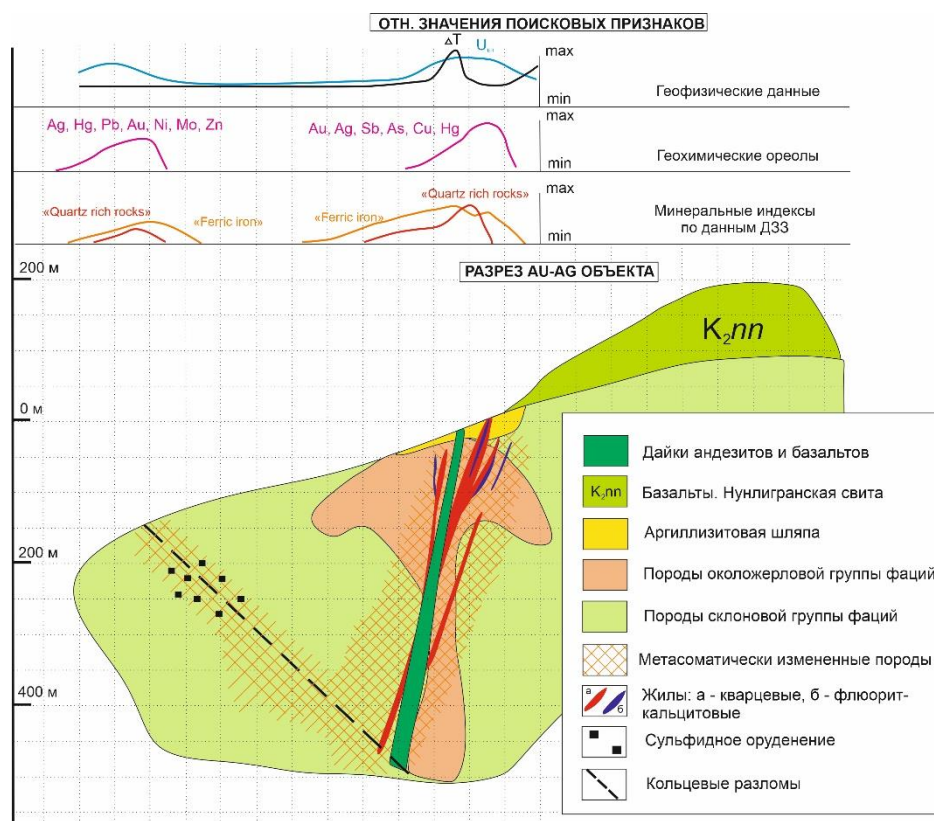 ОТН. ЗНАЧЕНИЯ ПОИСКОВЫХ ПРИЗНАКОВ
ΔT
max
min
Геофизические данные
Ag, Hg, Pb, Au, Ni, Mo, Zn
Au, Ag, Sb, As, Cu, Hg
min
Геохимические ореолы
«Quartz rich rocks»
«Ferric iron»
«Ferric iron»
«Quartz rich rocks»
max
min
Минеральные индексы
по данным ДЗЗ
РАЗРЕЗ AU-AG ОБЪЕКТА
200 м
0 м
200 м
400 м
K₂nn
Дайки андезитов и базальтов
K₂nn
Базальты. Нунлигранская свита
Аргиллизитовая шляпа
Породы околожерловой группы фаций
Породы склоновой группы фаций
Метасоматически измененные породы
а
б
Жилы: а - кварцевые, б - флюорит-
кальцитовые
Сульфидное оруденение
Кольцевые разломы